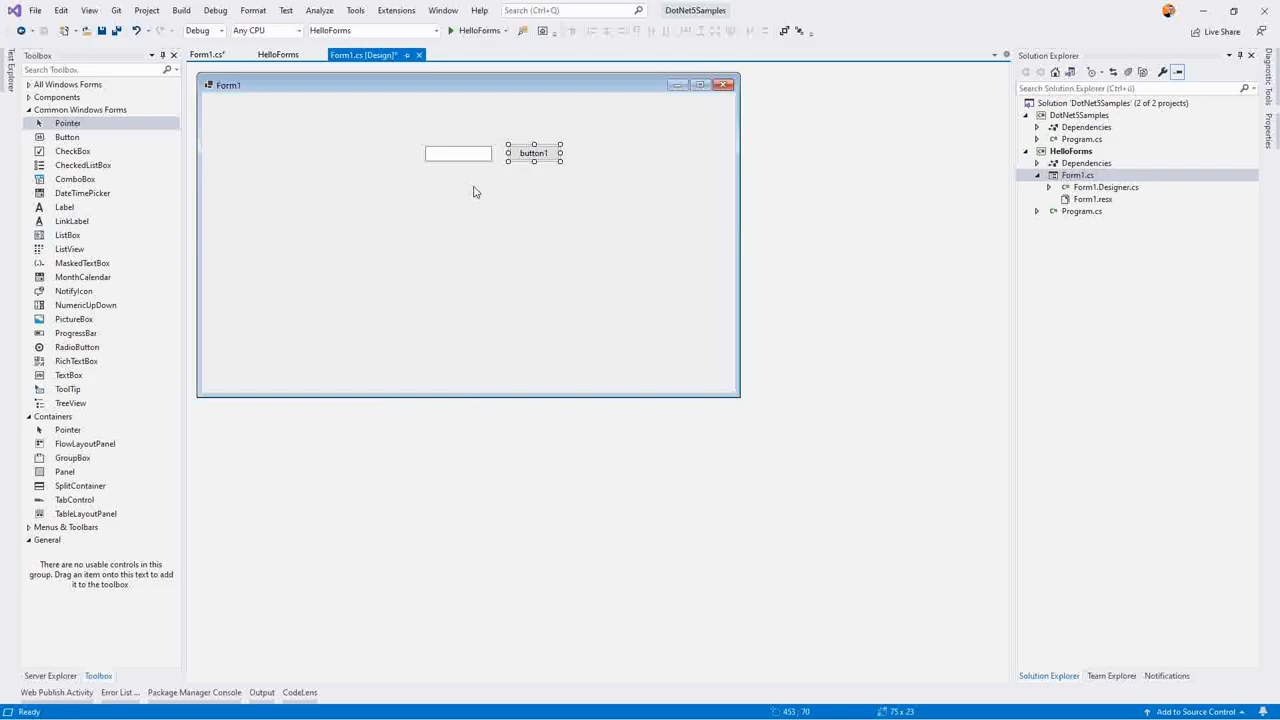 File Edit View Git Project Build Debug Format Test Analyze Tools Extensions Window Help Search (Ctrl+Q) DotNet5Samples
Debug Any CPU HelloForms HelloForms Live Share
Test Explorer
Toolbox
Search Toolbox
All Windows Forms
Components
Common Windows Forms
Pointer
Button
CheckBox
CheckedListBox
ComboBox
DateTimePicker
Label
LinkLabel
ListBox
ListView
MaskedTextBox
MonthCalendar
NotifyIcon
NumericUpDown
PictureBox
ProgressBar
RadioButton
RichTextBox
TextBox
ToolTip
TreeView
Containers
Pointer
FlowLayoutPanel
GroupBox
Panel
SplitContainer
TabControl
TableLayoutPanel
Menus & Toolbars
General
There are no usable controls in this
group. Drag an item onto this text to add
it to the toolbox.
Server Explorer Toolbox
Form1.cs* HelloForms Form1.cs [Design]*
Form1
button1
Solution Explorer
Search Solution Explorer (Ctrl+ü)
Solution 'DotNet5Samples' (2 of 2 projects)
DotNet5Samples
Dependencies
Program.cs
HelloForms
Dependencies
Form1.cs
Form1.Designer.cs
Form1.resx
Program.cs
Solution Explorer Team Explorer Notifications
Diagnostic Tools
Properties
Web Publish Activity Error List ... Package Manager Console Output CodeLens
Ready 453 ; 70 75 x 23 Add to Source Control